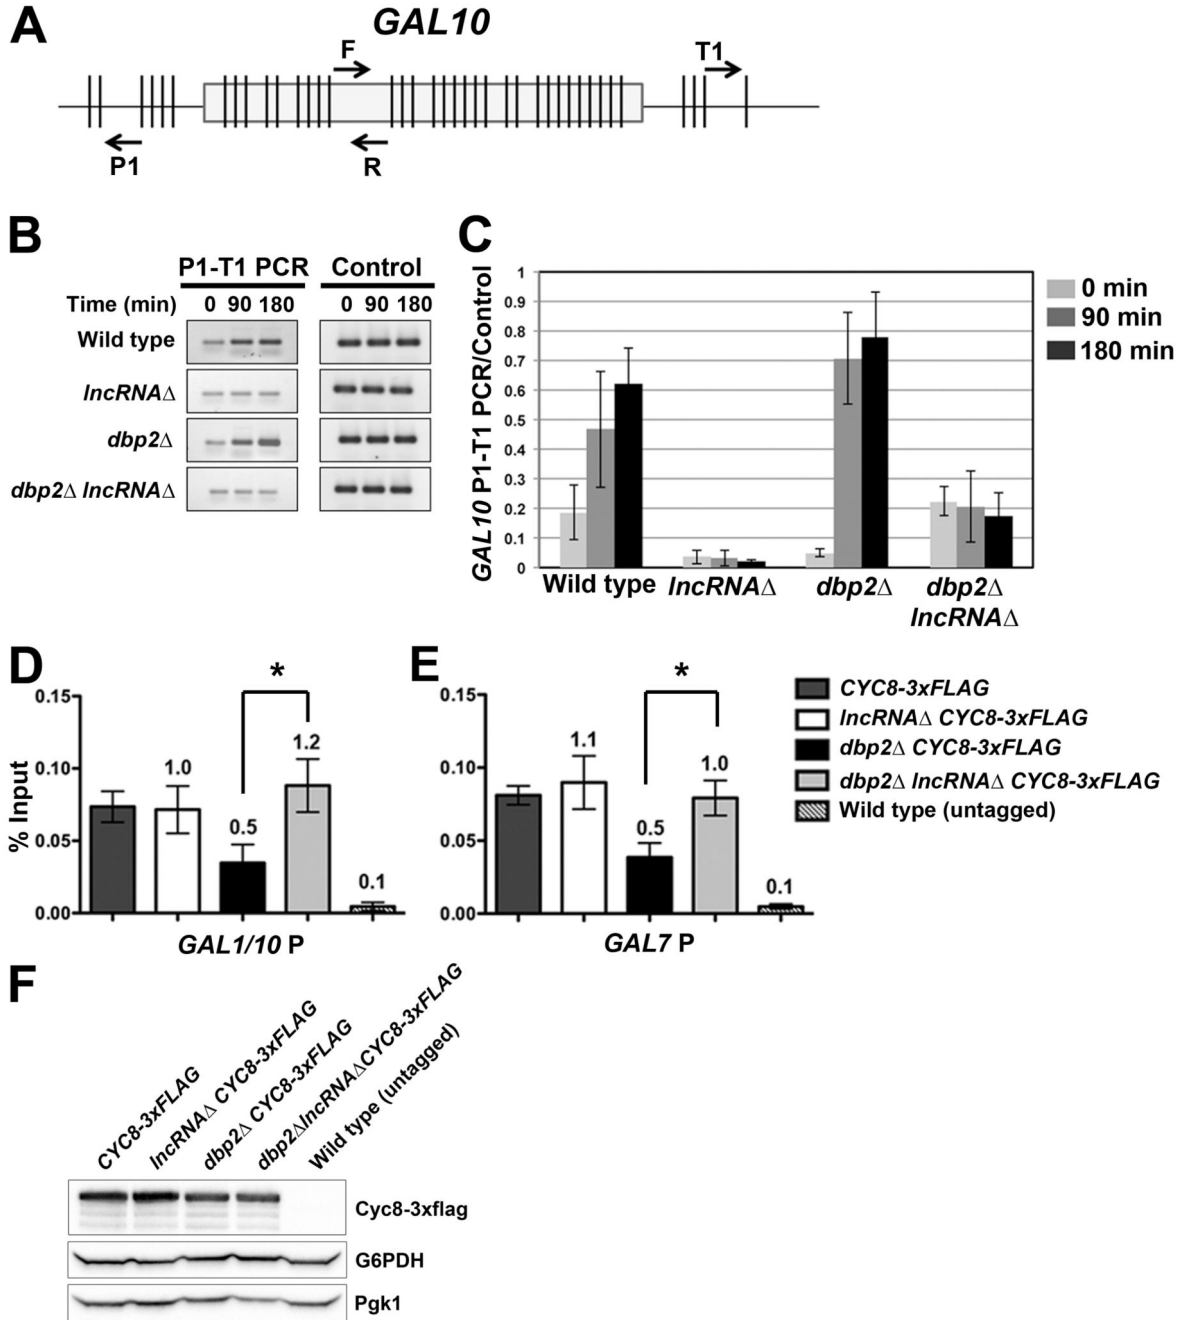 A
GAL10
F
T1
P1
R
B
P1-T1 PCR
Control
Time (min)
0 90 180
0 90 180
Wild type
lncRNAΔ
dbp2Δ
dbp2Δ lncRNAΔ
C
GAL10 P1-T1 PCR/Control
1
0.9
0.8
0.7
0.6
0.5
0.4
0.3
0.2
0.1
0
Wild type
lncRNAΔ
dbp2Δ
dbp2Δ
lncRNAΔ
0 min
90 min
180 min
D
% Input
0.15
0.10
0.05
0.00
1.0
0.5
*
1.2
0.1
GAL1/10 P
E
0.15
0.10
0.05
0.00
1.1
0.5
*
1.0
0.1
GAL7 P
CYC8-3xFLAG
lncRNAΔ CYC8-3xFLAG
dbp2Δ CYC8-3xFLAG
dbp2Δ lncRNAΔ CYC8-3xFLAG
Wild type (untagged)
F
CYC8-3xFLAG
lncRNAΔ CYC8-3xFLAG
dbp2Δ CYC8-3xFLAG
dbp2ΔlncRNAΔCYC8-3xFLAG
Wild type (untagged)
Cyc8-3xflag
G6PDH
Pgk1